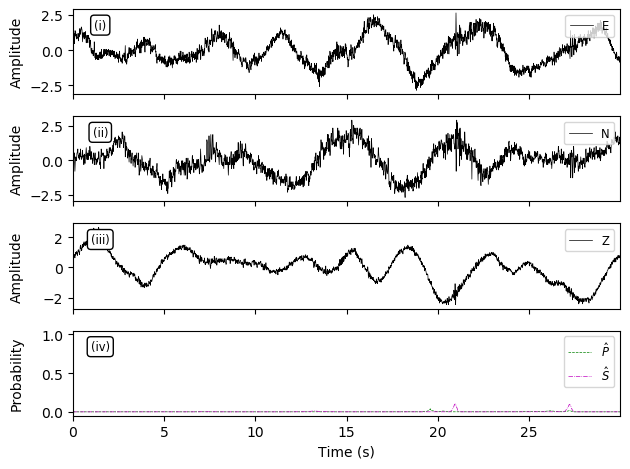 2.5
0.0
−2.5
Amplitude
(i)
E
2.5
0.0
−2.5
Amplitude
(ii)
N
2
0
−2
Amplitude
(iii)
Z
1.0
0.5
0.0
Probability
(iv)
P̂
Ŝ
0 5 10 15 20 25
Time (s)